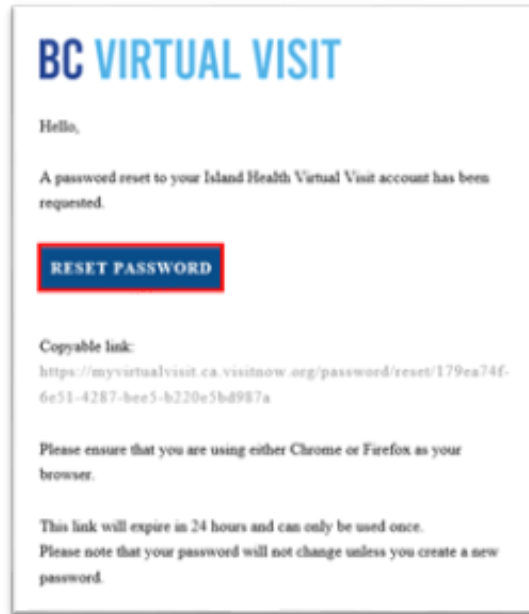 BC VIRTUAL VISIT
Hello,
A password reset to your Island Health Virtual Visit account has been
requested.
RESET PASSWORD
Copyable link:
https://myvirtualvisit.ca.visitnow.org/password/reset/179ea74f-
6e51-4287-bee5-b220e5bd987a
Please ensure that you are using either Chrome or Firefox as your
browser.
This link will expire in 24 hours and can only be used once.
Please note that your password will not change unless you create a new
password.